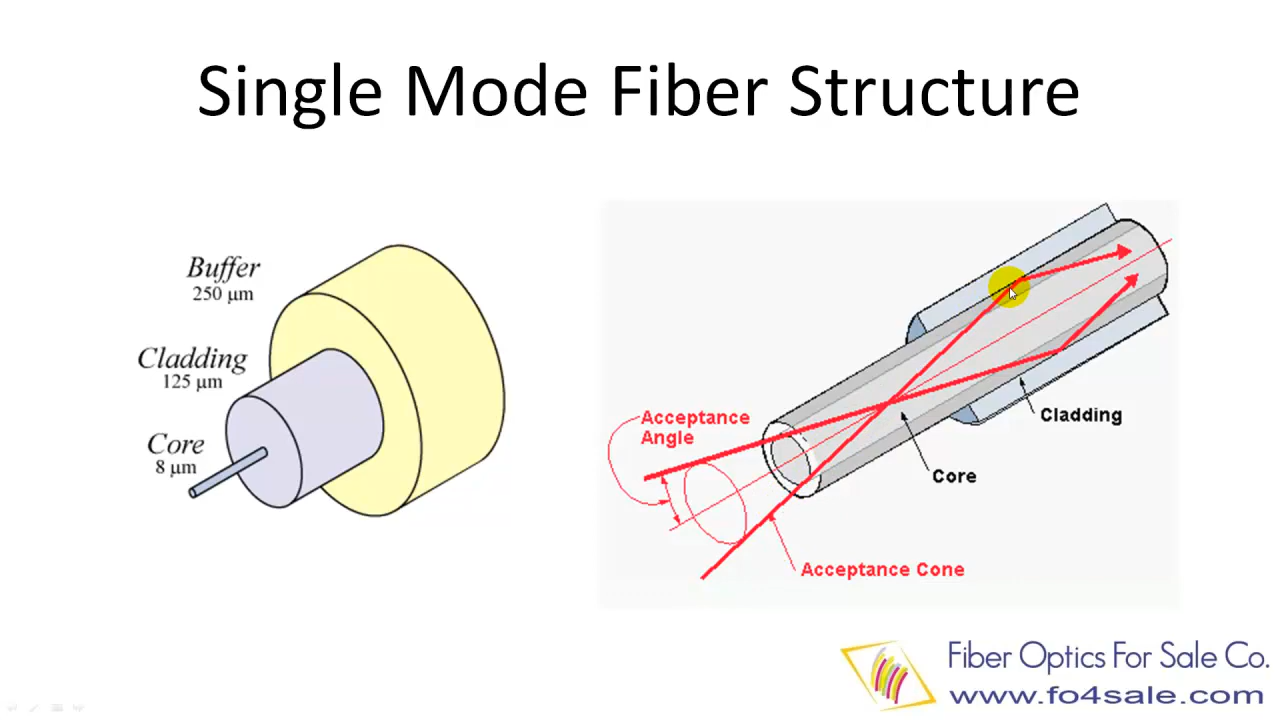 Single Mode Fiber Structure
Buffer
250 µm
Cladding
125 µm
Core
8 µm
Acceptance
Angle
Cladding
Core
Acceptance Cone
Fiber Optics For Sale Co.
www.fo4sale.com